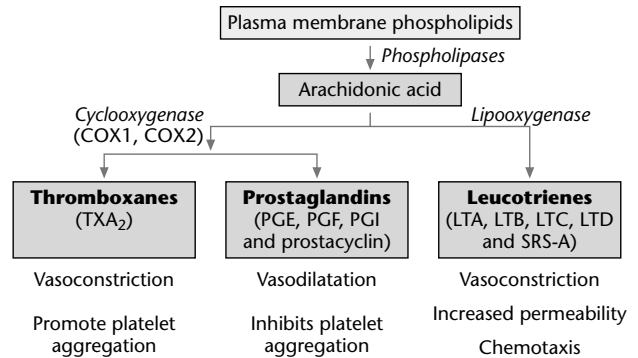 Plasma membrane phospholipids
Phospholipases
Arachidonic acid
Cyclooxygenase
(COX1, COX2)
Lipooxygenase
Thromboxanes
(TXA₂)
Prostaglandins
(PGE, PGF, PGI
and prostacyclin)
Leucotrienes
(LTA, LTB, LTC, LTD
and SRS-A)
Vasoconstriction
Promote platelet
aggregation
Vasodilatation
Inhibits platelet
aggregation
Vasoconstriction
Increased permeability
Chemotaxis